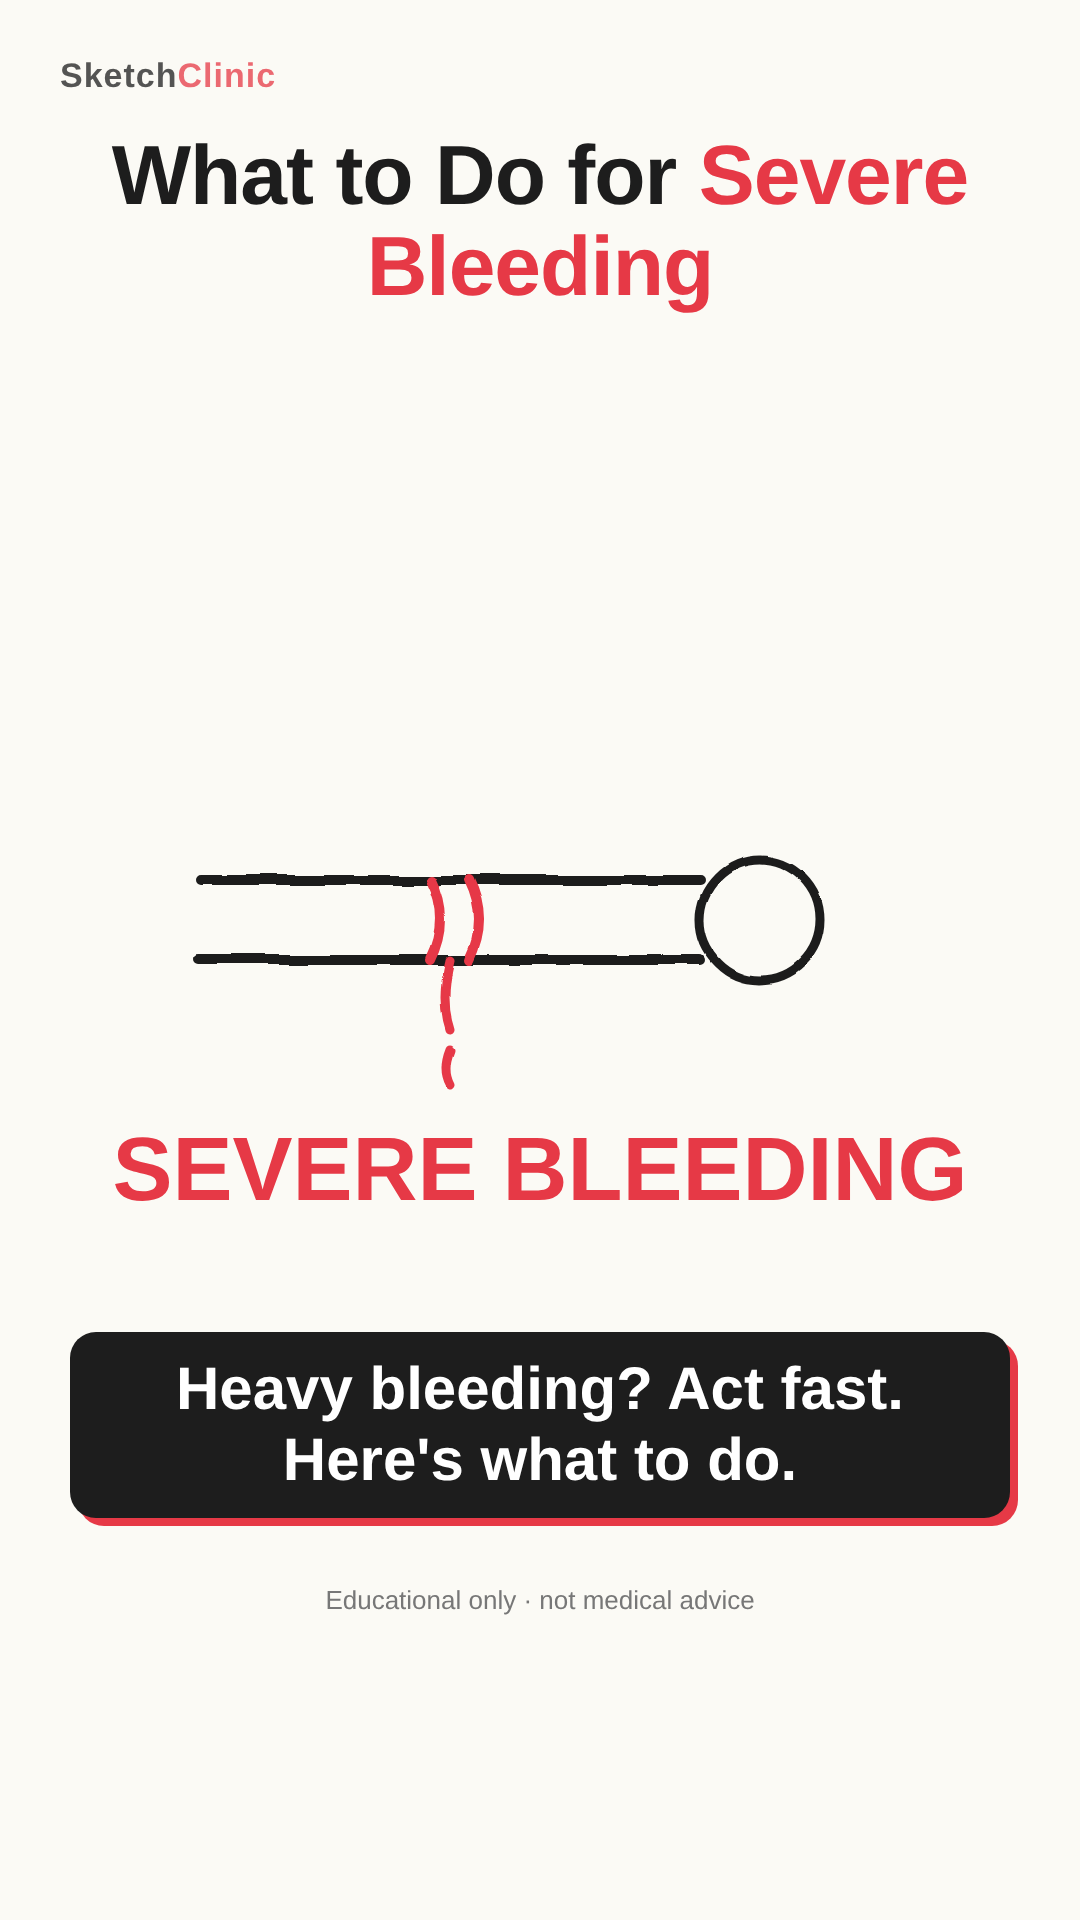 SketchClinic
What to Do for Severe
Bleeding
SEVERE BLEEDING
Heavy bleeding? Act fast.
Here's what to do.
Educational only · not medical advice